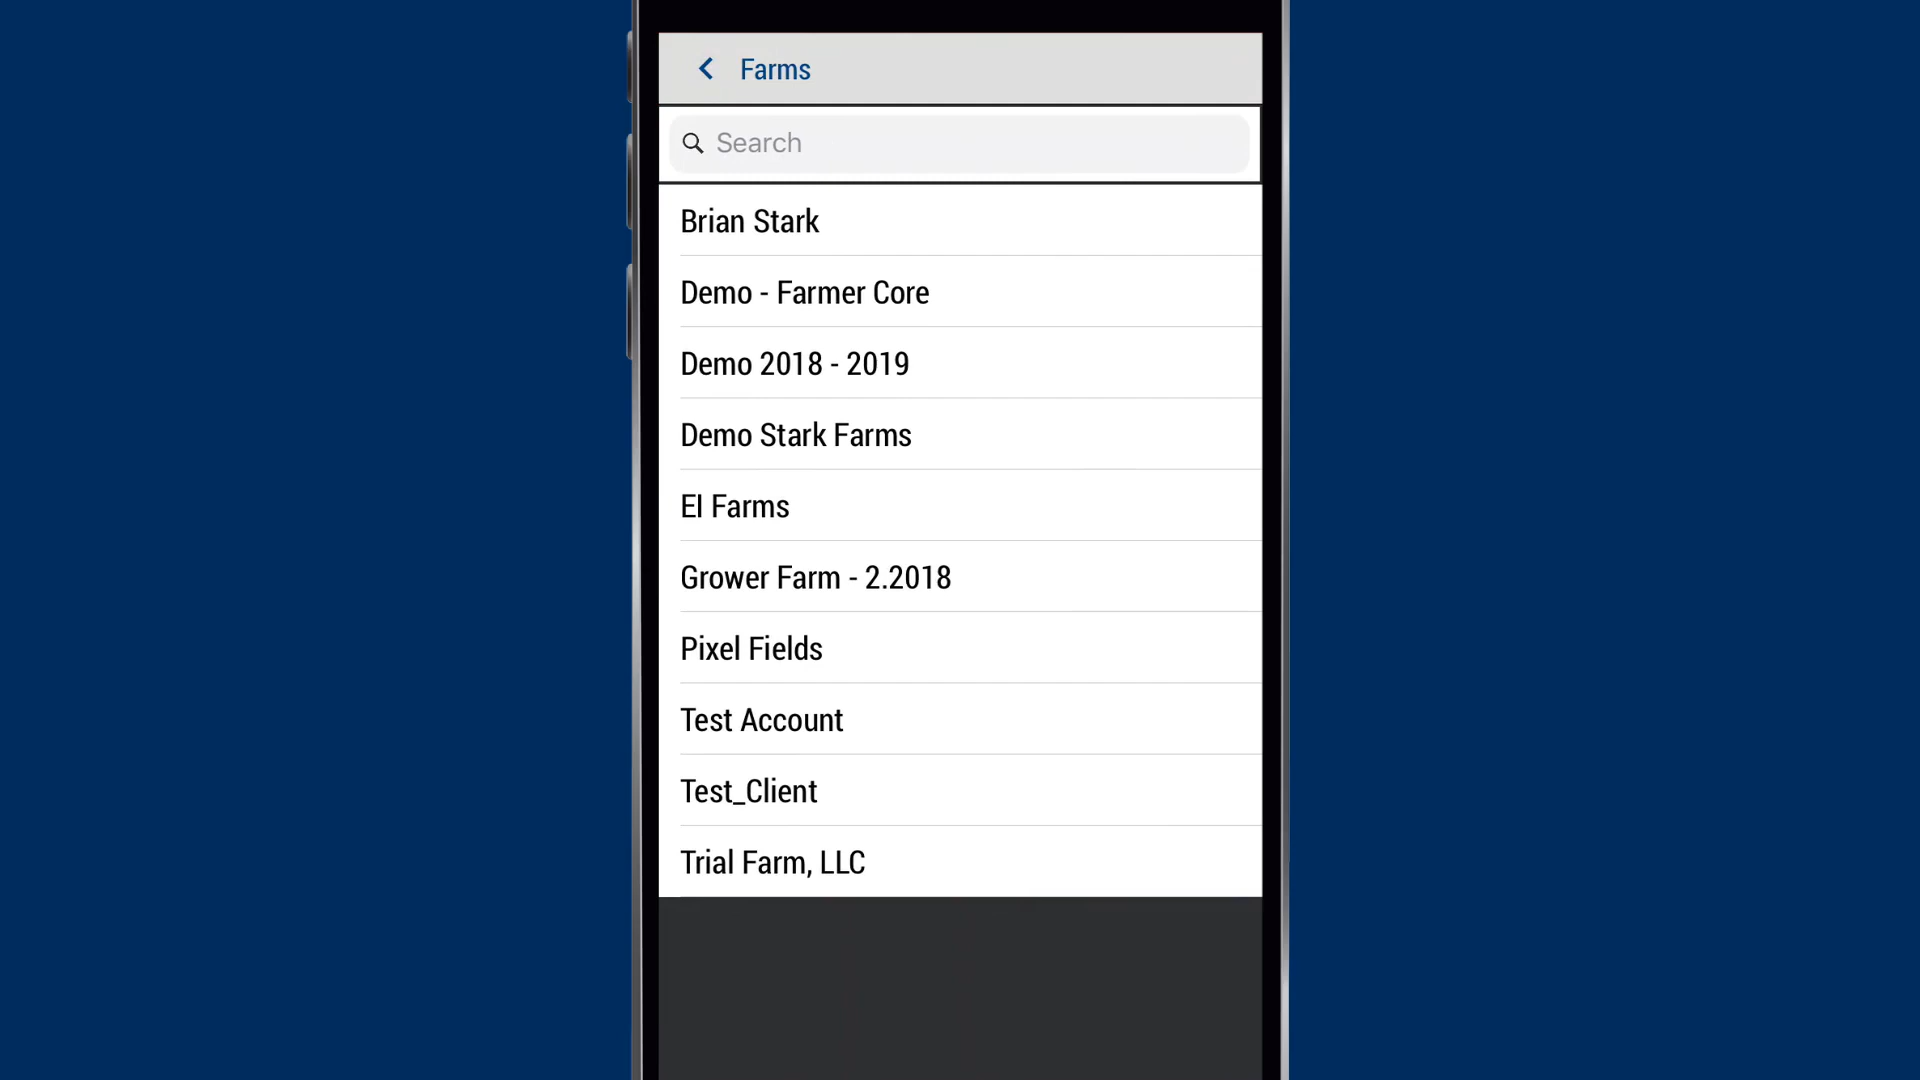 Farms
Search
Brian Stark
Demo - Farmer Core
Demo 2018 - 2019
Demo Stark Farms
EI Farms
Grower Farm - 2.2018
Pixel Fields
Test Account
Test_Client
Trial Farm, LLC